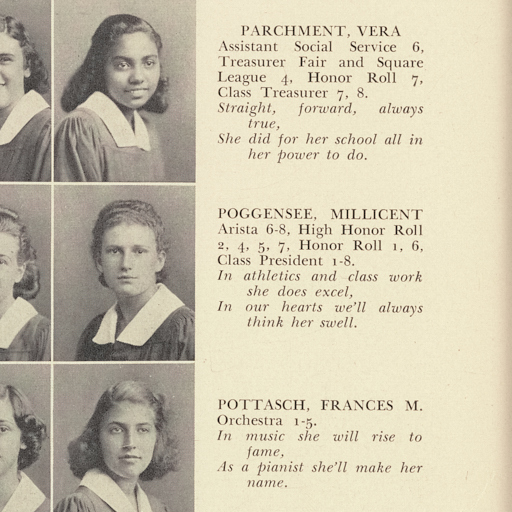 PARCHMENT, VERA
Assistant Social Service 6,
Treasurer Fair and Square
League 4, Honor Roll 7,
Class Treasurer 7, 8.
Straight, forward, always
true,
She did for her school all in
her power to do.
POGGENSEE, MILLICENT
Arista 6-8, High Honor Roll
2, 4, 5, 7, Honor Roll 1, 6,
Class President 1-8.
In athletics and class work
she does excel,
In our hearts we'll always
think her swell.
POTTASCH, FRANCES M.
Orchestra 1-5.
In music she will rise to
fame,
As a pianist she'll make her
name.